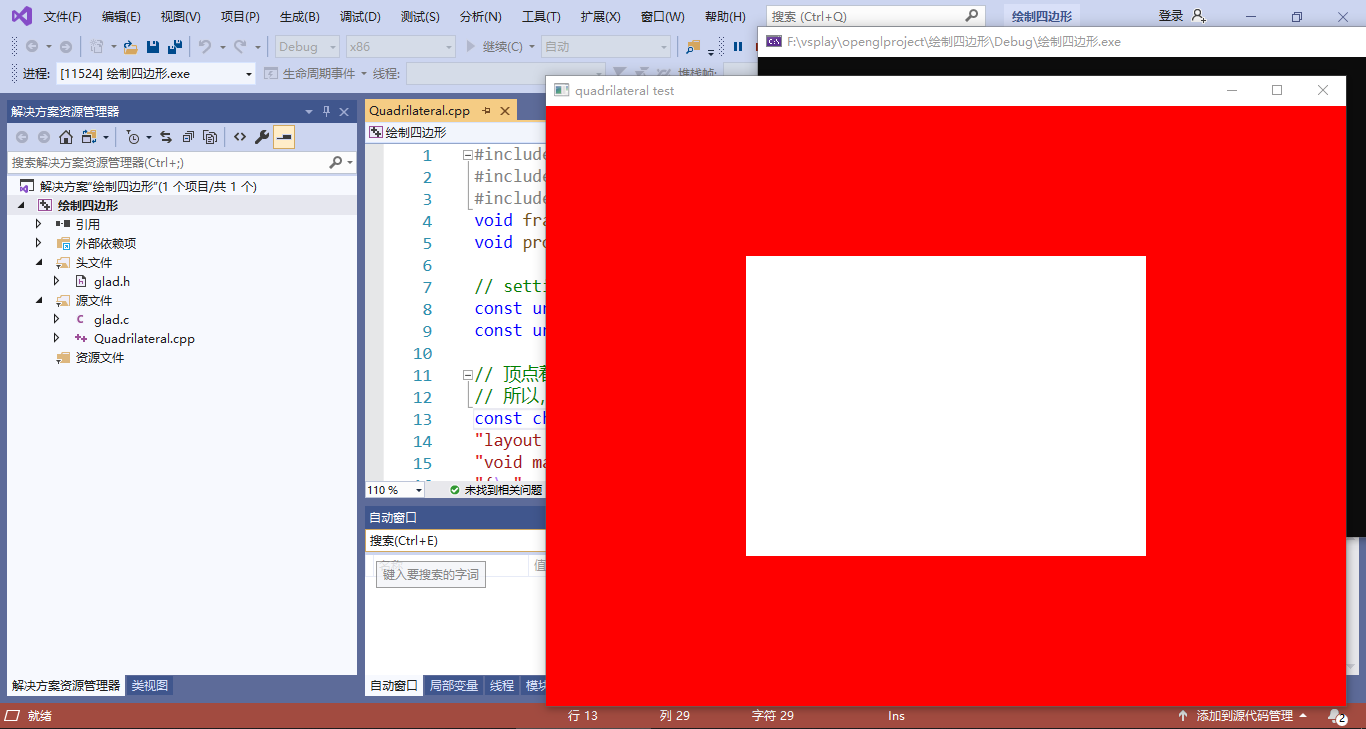 文件(F) 编辑(E) 视图(V) 项目(P) 生成(B) 调试(D) 测试(S) 分析(N) 工具(T) 扩展(X) 窗口(W) 帮助(H) 搜索 (Ctrl+Q) 绘制四边形 登录
Debug x86 继续(C) 自动
F:\vsplay\openglproject\绘制四边形\Debug\绘制四边形.exe
进程: [11524] 绘制四边形.exe 生命周期事件 线程: 堆栈帧:
quadrilateral test
解决方案资源管理器
搜索解决方案资源管理器(Ctrl+;)
解决方案"绘制四边形"(1 个项目/共 1 个)
绘制四边形
引用
外部依赖项
头文件
glad.h
源文件
glad.c
Quadrilateral.cpp
资源文件
解决方案资源管理器 类视图
Quadrilateral.cpp
绘制四边形
1 #include
2 #include
3 #include
4 void fra
5 void pro
6
7 // setti
8 const un
9 const un
10
11 // 顶点着
12 // 所以,
13 const ch
14 "layout
15 "void ma
110 % 未找到相关问题
自动窗口
搜索(Ctrl+E)
名称 值
键入要搜索的字词
自动窗口 局部变量 线程 模块
就绪 行 13 列 29 字符 29 Ins 添加到源代码管理 2